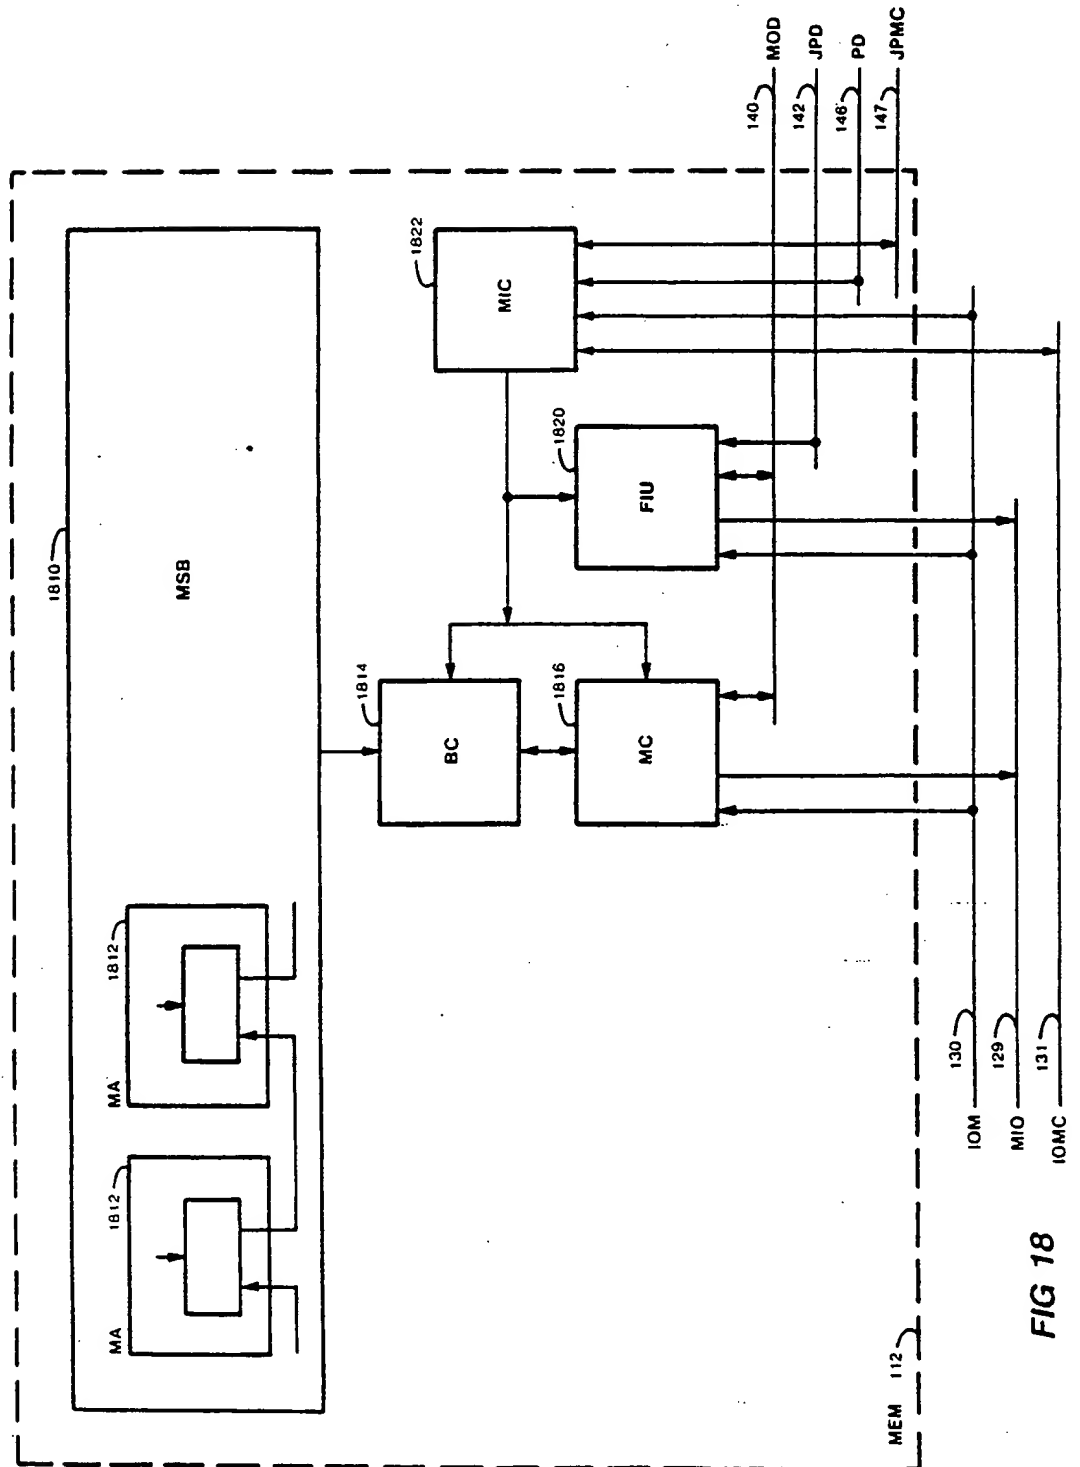 1810
MSB
1812
MA
1812
MA
1822
MIC
1814
BC
1816
MC
1820
FIU
140 MOD
142 JPD
146 PD
147 JPMC
IOM 130
MIO 129
IOMC 131
MEM 112
FIG 18